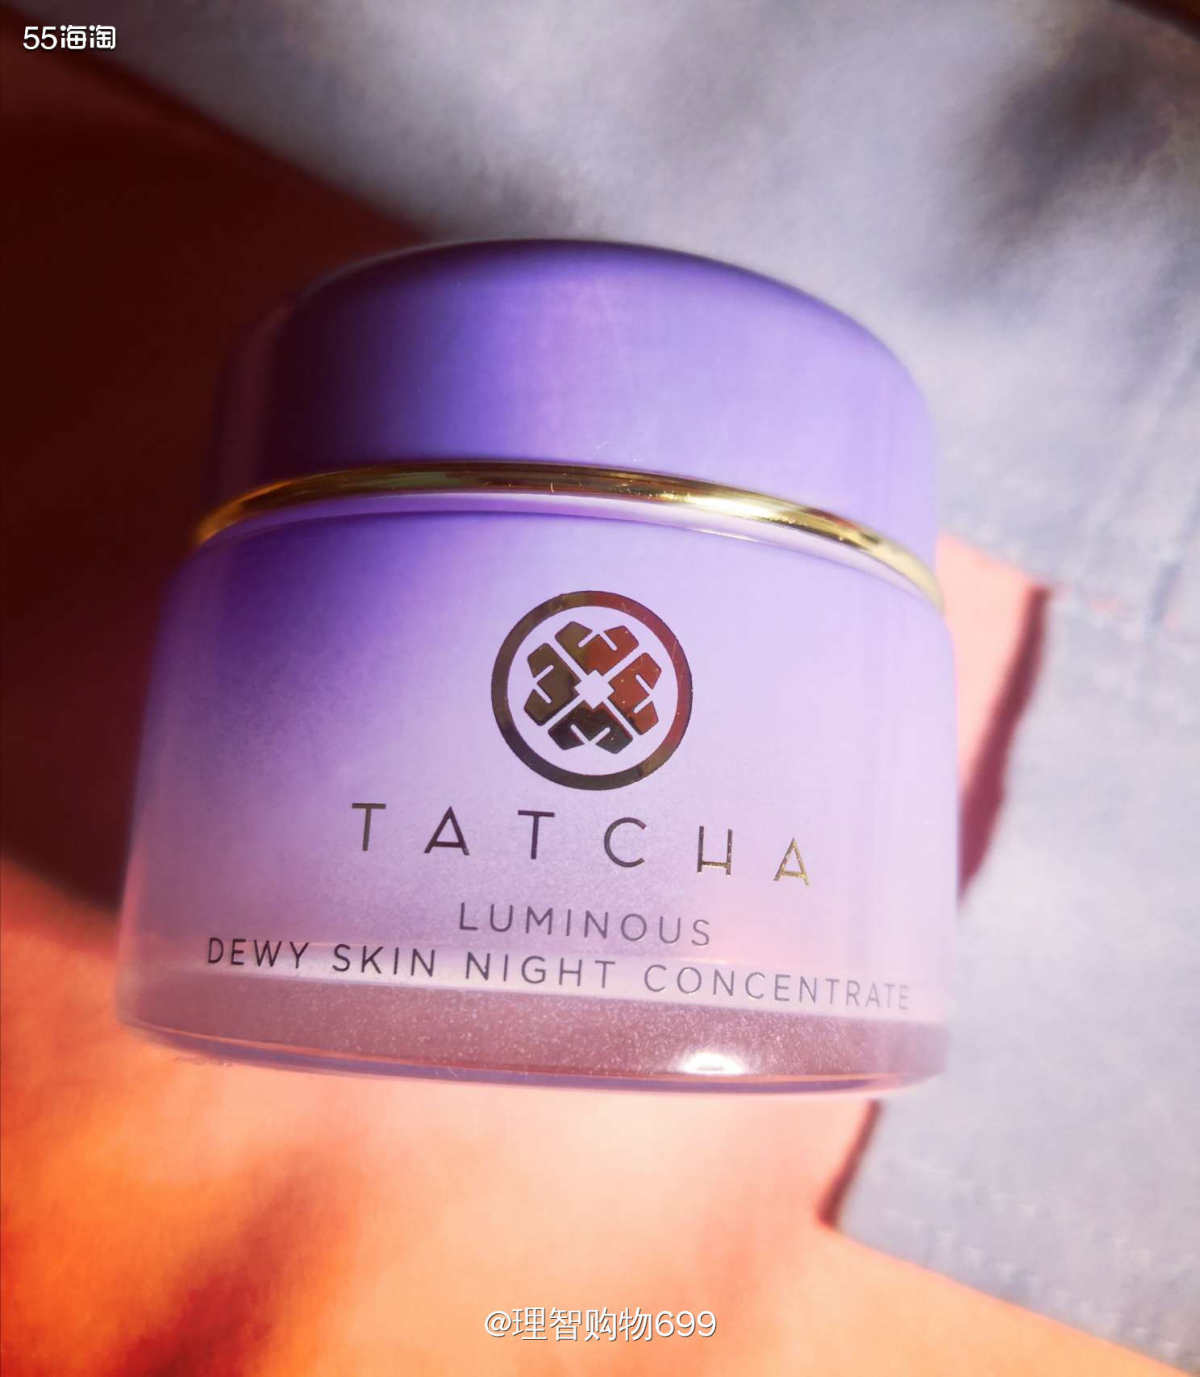 55海淘
TATCHA
LUMINOUS
DEWY SKIN NIGHT CONCENTRATE
@理智购物699